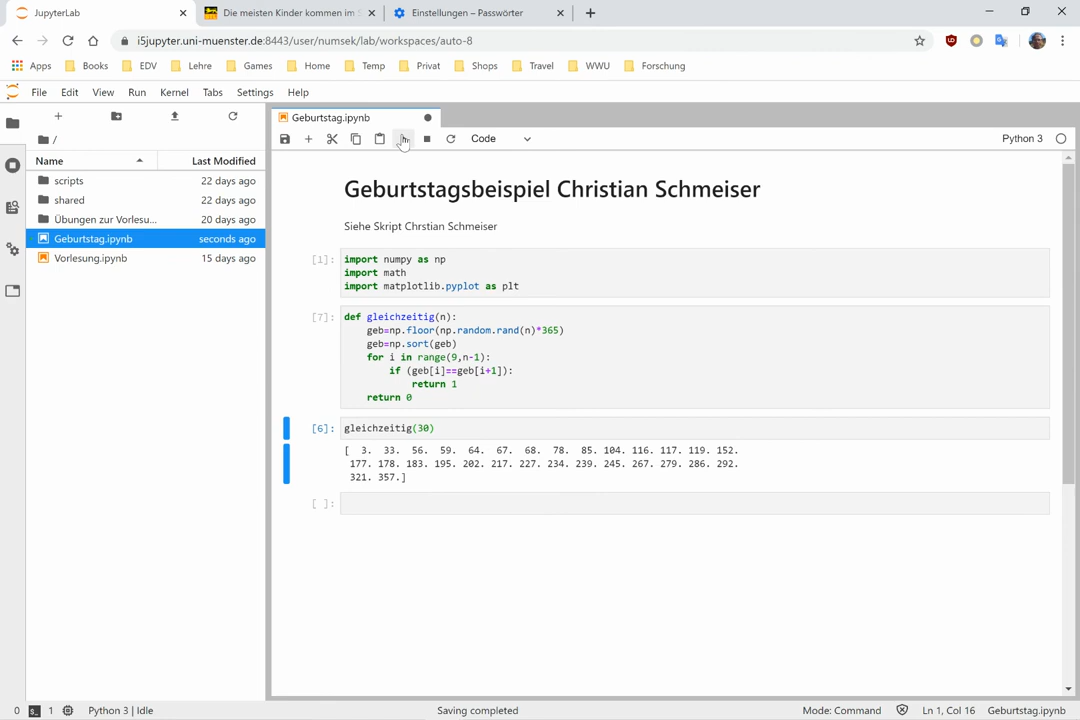 JupyterLab
Die meisten Kinder kommen im S
Einstellungen – Passwörter
i5jupyter.uni-muenster.de:8443/user/numsek/lab/workspaces/auto-8
Apps Books EDV Lehre Games Home Temp Privat Shops Travel WWU Forschung
File Edit View Run Kernel Tabs Settings Help
Geburtstag.ipynb
Code
Python 3
/
Name Last Modified
scripts 22 days ago
shared 22 days ago
Übungen zur Vorlesu... 20 days ago
Geburtstag.ipynb seconds ago
Vorlesung.ipynb 15 days ago
Geburtstagsbeispiel Christian Schmeiser
Siehe Skript Chrstian Schmeiser
[1]: import numpy as np
import math
import matplotlib.pyplot as plt
[7]: def gleichzeitig(n):
geb=np.floor(np.random.rand(n)*365)
geb=np.sort(geb)
for i in range(9,n-1):
if (geb[i]==geb[i+1]):
return 1
return 0
[6]: gleichzeitig(30)
[ 3. 33. 56. 59. 64. 67. 68. 78. 85. 104. 116. 117. 119. 152.
177. 178. 183. 195. 202. 217. 227. 234. 239. 245. 267. 279. 286. 292.
321. 357.]
[ ]:
0 1 Python 3 | Idle Saving completed Mode: Command Ln 1, Col 16 Geburtstag.ipynb